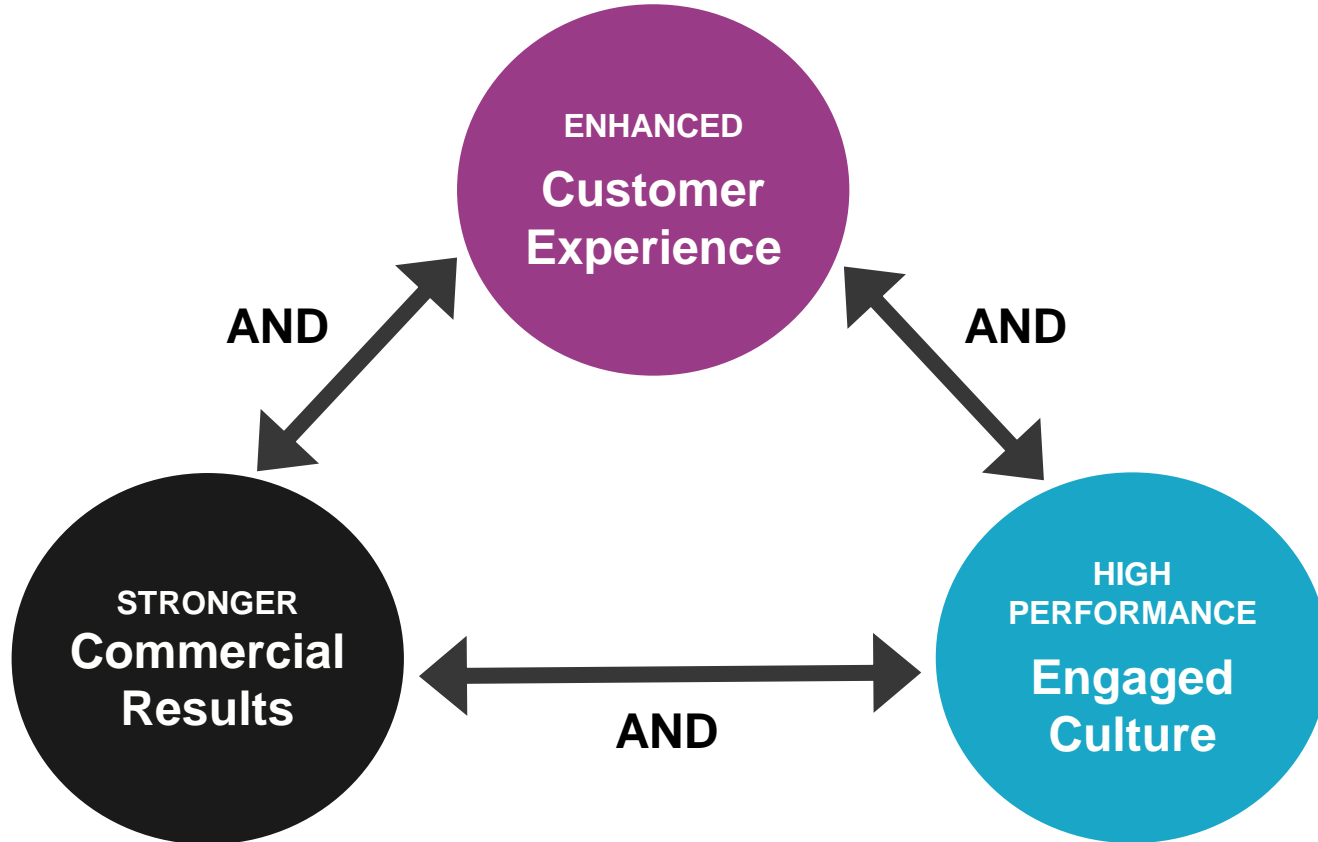 ENHANCED
Customer
Experience
AND
AND
STRONGER
Commercial
Results
HIGH
PERFORMANCE
Engaged
Culture
AND